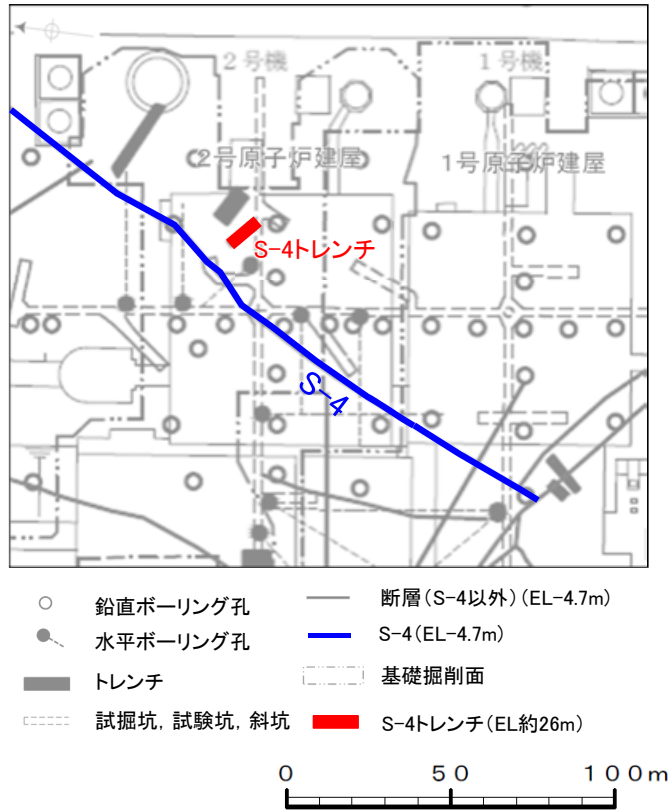 2号機
1号機
2号原子炉建屋
1号原子炉建屋
S-4トレンチ
S-4
鉛直ボーリング孔
断層(S-4以外)(EL-4.7m)
水平ボーリング孔
S-4(EL-4.7m)
トレンチ
基礎掘削面
試掘坑, 試験坑, 斜坑
S-4トレンチ(EL約26m)
0 50 100m